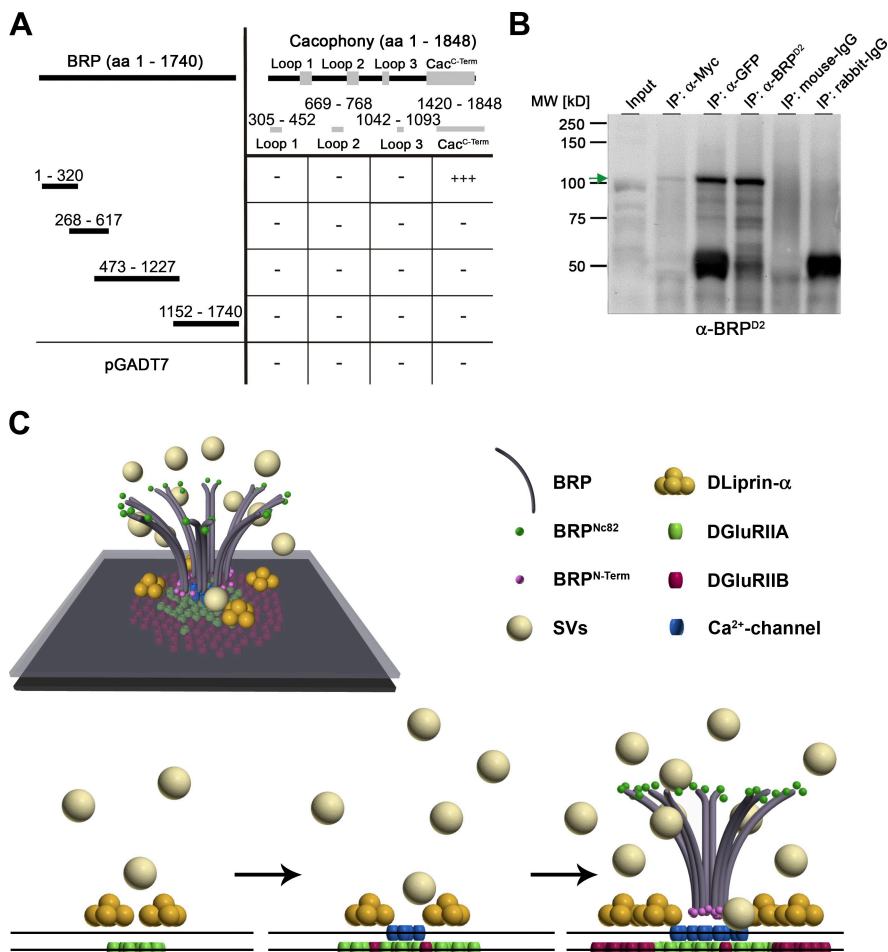 A
BRP (aa 1 - 1740)
Cacophony (aa 1 - 1848)
Loop 1 Loop 2 Loop 3 Cac^C-Term
669 - 768 1420 - 1848
305 - 452 1042 - 1093
Loop 1 Loop 2 Loop 3 Cac^C-Term
1 - 320 - - - +++
268 - 617 - - - -
473 - 1227 - - - -
1152 - 1740 - - - -
pGADT7 - - - -
B
MW [kD]
Input
IP: α-Myc
IP: α-GFP
IP: α-BRP^D2
IP: mouse-IgG
IP: rabbit-IgG
250
150
100
75
50
α-BRP^D2
C
BRP
BRP^Nc82
BRP^N-Term
SVs
DLiprin-α
DGluRIIA
DGluRIIB
Ca²⁺-channel